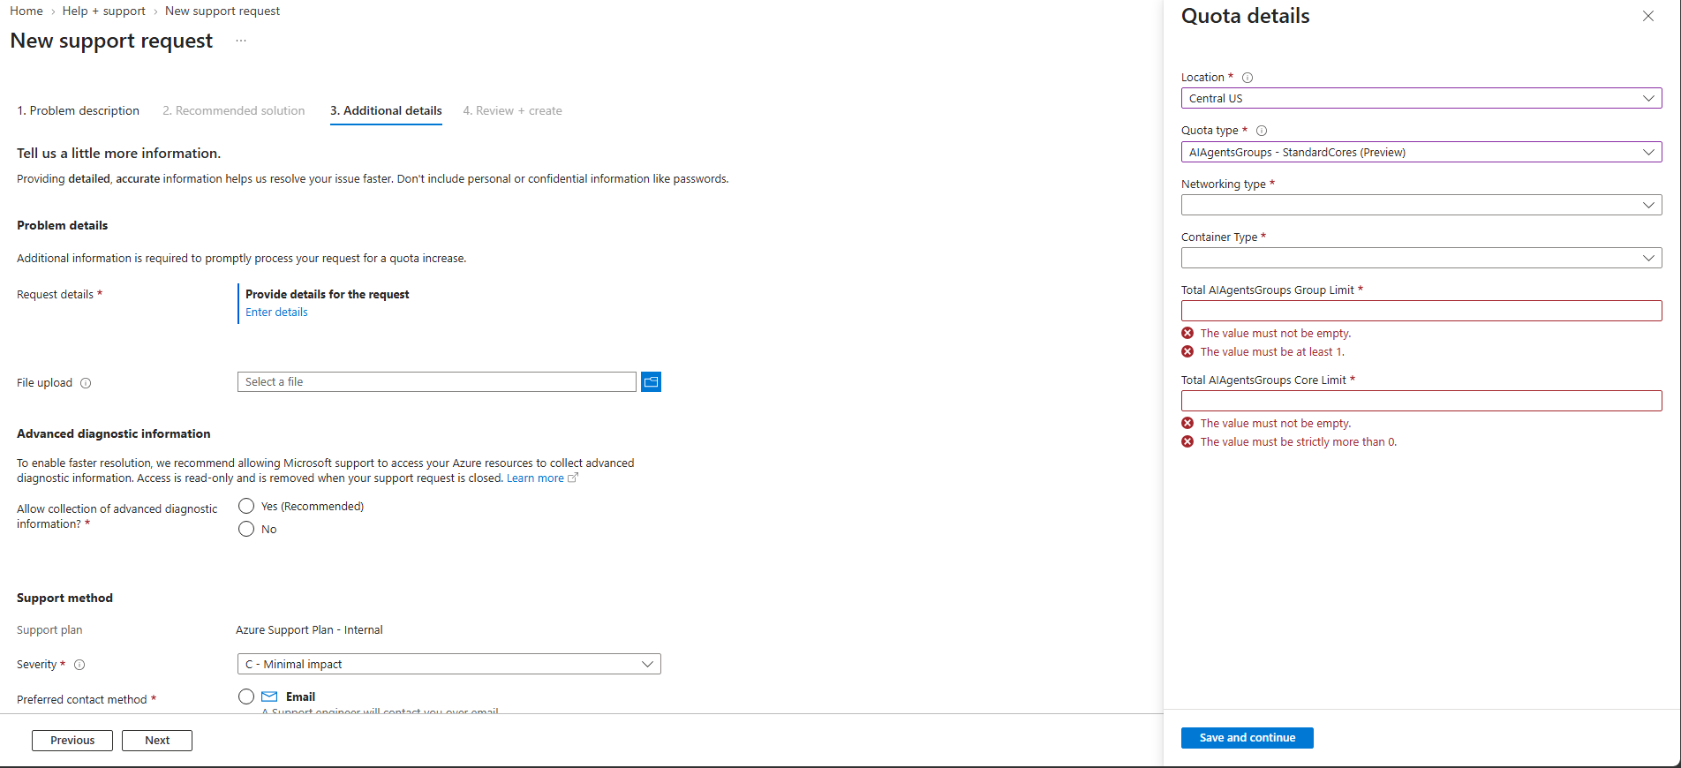 Home > Help + support > New support request
New support request ...
1. Problem description 2. Recommended solution 3. Additional details 4. Review + create
Tell us a little more information.
Providing detailed, accurate information helps us resolve your issue faster. Don't include personal or confidential information like passwords.
Problem details
Additional information is required to promptly process your request for a quota increase.
Request details *
Provide details for the request
Enter details
File upload
Select a file
Advanced diagnostic information
To enable faster resolution, we recommend allowing Microsoft support to access your Azure resources to collect advanced
diagnostic information. Access is read-only and is removed when your support request is closed. Learn more
Allow collection of advanced diagnostic
information? *
Yes (Recommended)
No
Support method
Support plan
Azure Support Plan - Internal
Severity *
C - Minimal impact
Preferred contact method *
Email
A Support engineer will contact you over email
Previous
Next
Quota details
Location *
Central US
Quota type *
AIAgentsGroups - StandardCores (Preview)
Networking type *
Container Type *
Total AIAgentsGroups Group Limit *
The value must not be empty.
The value must be at least 1.
Total AIAgentsGroups Core Limit *
The value must not be empty.
The value must be strictly more than 0.
Save and continue